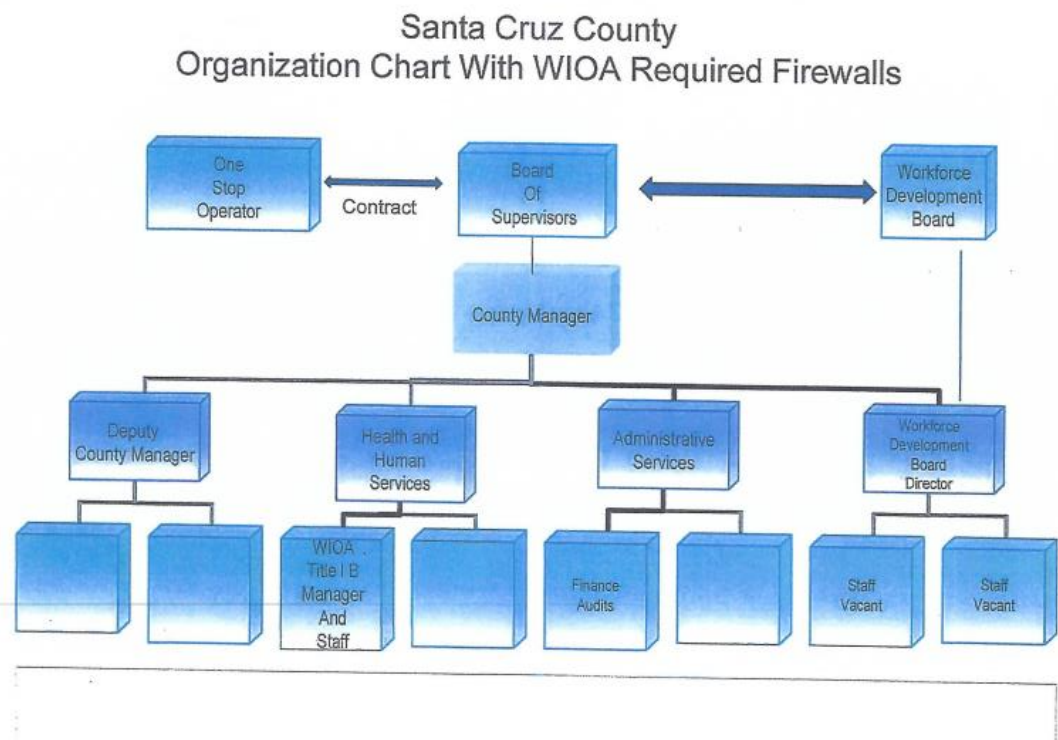 Santa Cruz County
Organization Chart With WIOA Required Firewalls
One
Stop
Operator
Contract
Board
Of
Supervisors
Workforce
Development
Board
County Manager
Deputy
County Manager
Health and
Human
Services
Administrative
Services
Workforce
Development
Board
Director
WIOA
Title I B
Manager
And
Staff
Finance
Audits
Staff
Vacant
Staff
Vacant